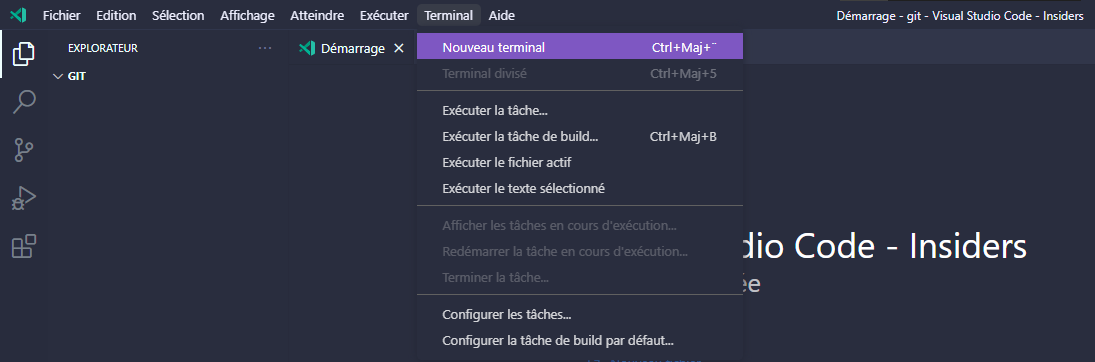 Fichier Edition Sélection Affichage Atteindre Exécuter Terminal Aide Démarrage - git - Visual Studio Code - Insiders
EXPLORATEUR ···
GIT
Démarrage
Nouveau terminal Ctrl+Maj+¨
Terminal divisé Ctrl+Maj+5
Exécuter la tâche...
Exécuter la tâche de build... Ctrl+Maj+B
Exécuter le fichier actif
Exécuter le texte sélectionné
Afficher les tâches en cours d'exécution...
Redémarrer la tâche en cours d'exécution...
Terminer la tâche...
Configurer les tâches...
Configurer la tâche de build par défaut...
dio Code - Insiders
ée